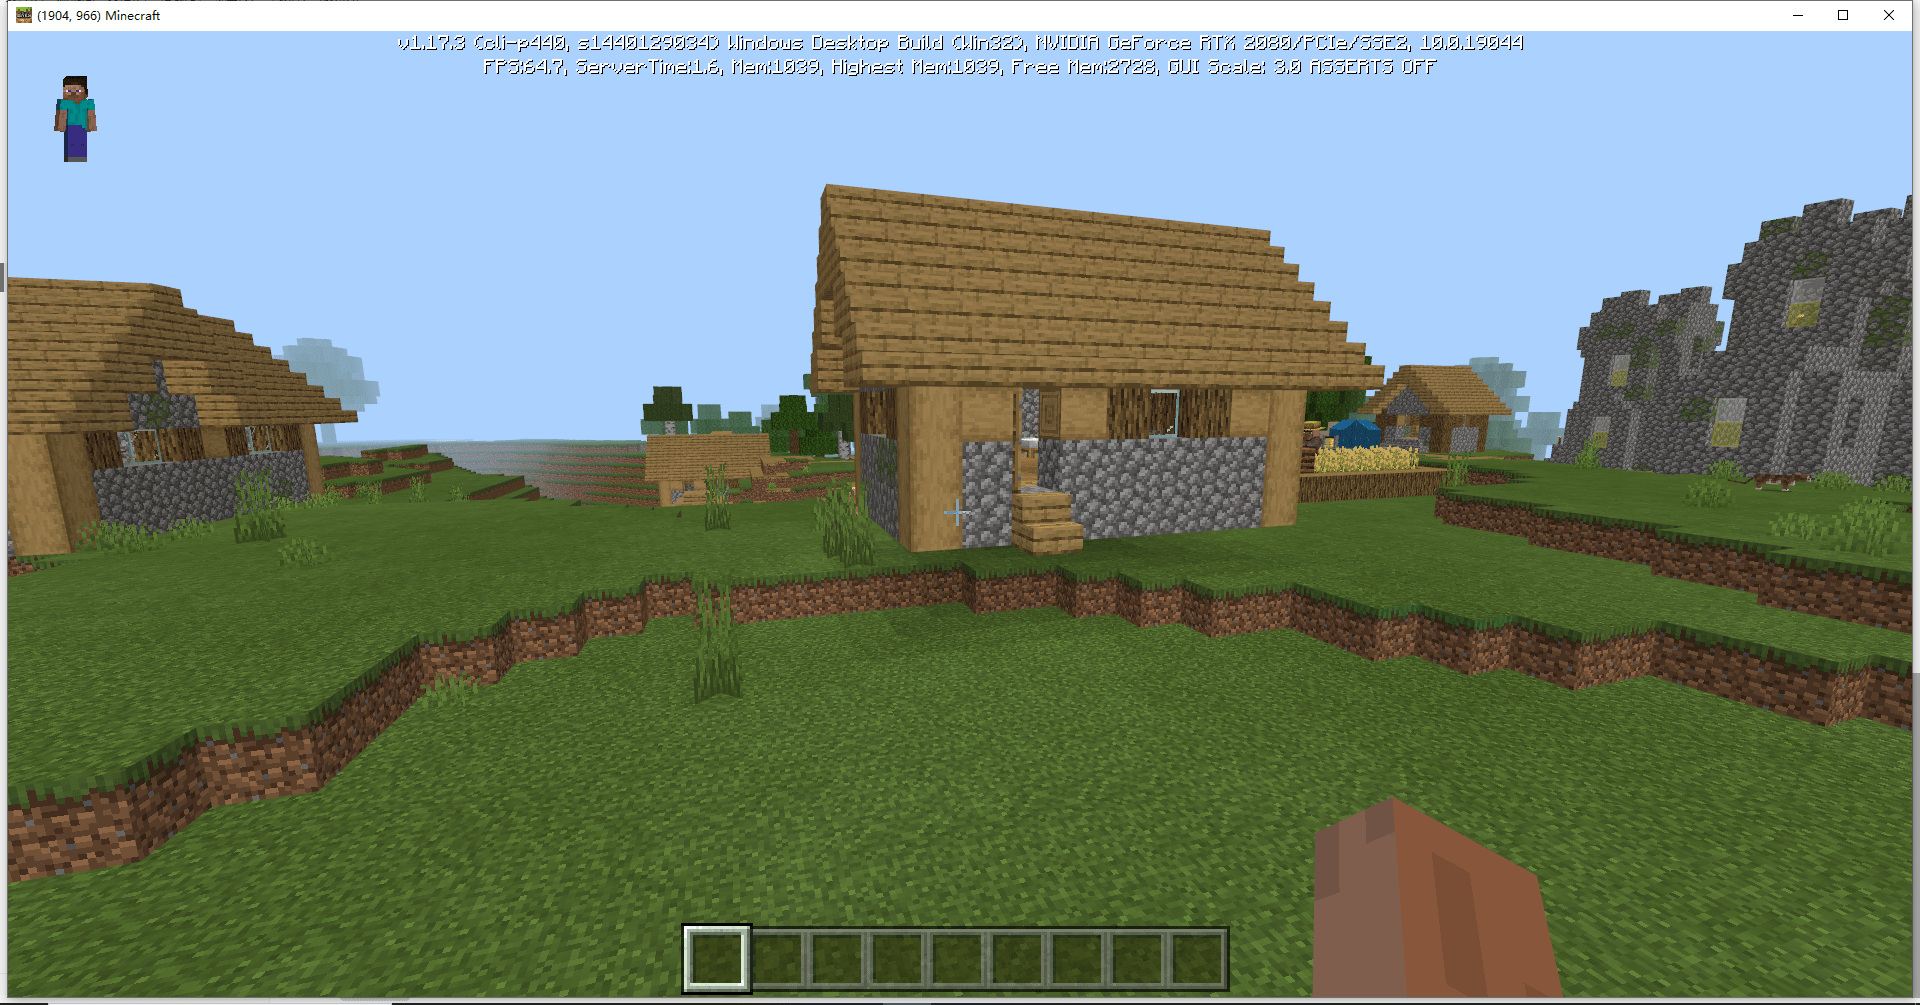 (1904, 966) Minecraft
v1.17.3 (cli-p440, s1440129034) Windows Desktop Build (Win32), NVIDIA GeForce RTX 2080/PCIe/SSE2, 10.0.19044
FPS:64.7, ServerTime:1.6, Mem:1039, Highest Mem:1039, Free Mem:2728, GUI Scale: 3.0 ASSERTS OFF